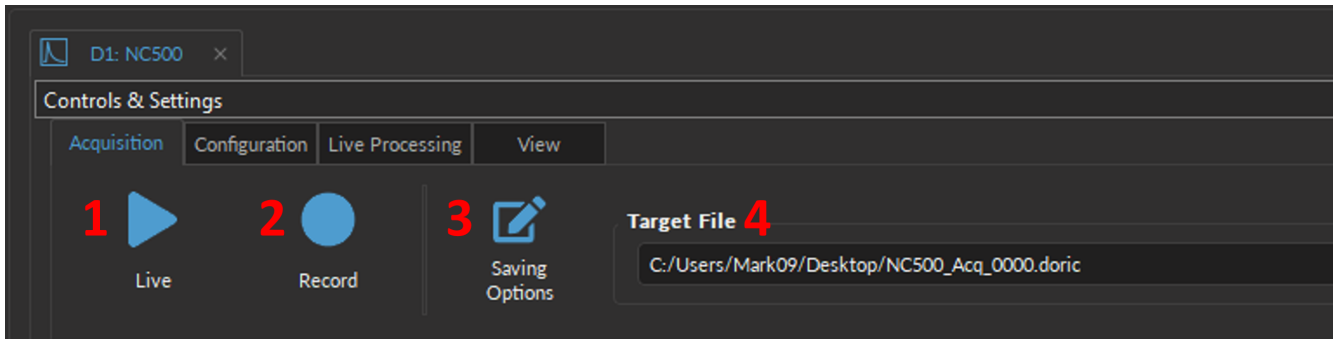 D1: NC500 ×
Controls & Settings
Acquisition Configuration Live Processing View
1 2 3 Target File 4
C:/Users/Mark09/Desktop/NC500_Acq_0000.doric
Live Record Saving
Options